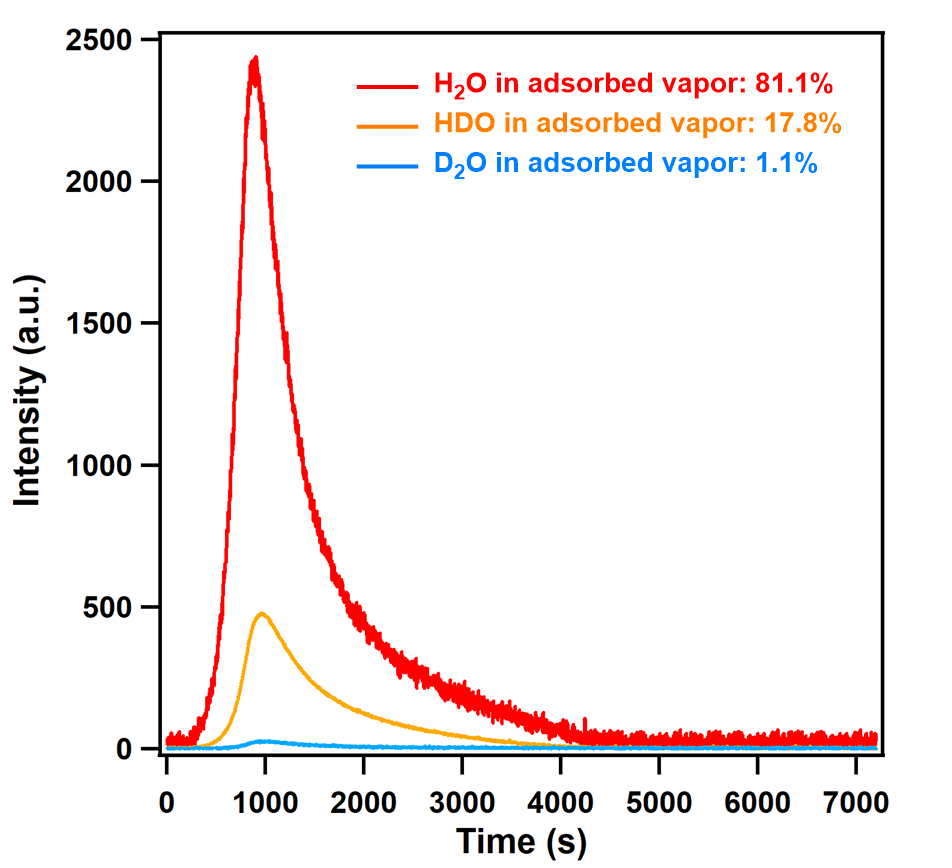 2500
2000
1500
1000
500
0
Intensity (a.u.)
H₂O in adsorbed vapor: 81.1%
HDO in adsorbed vapor: 17.8%
D₂O in adsorbed vapor: 1.1%
0 1000 2000 3000 4000 5000 6000 7000
Time (s)